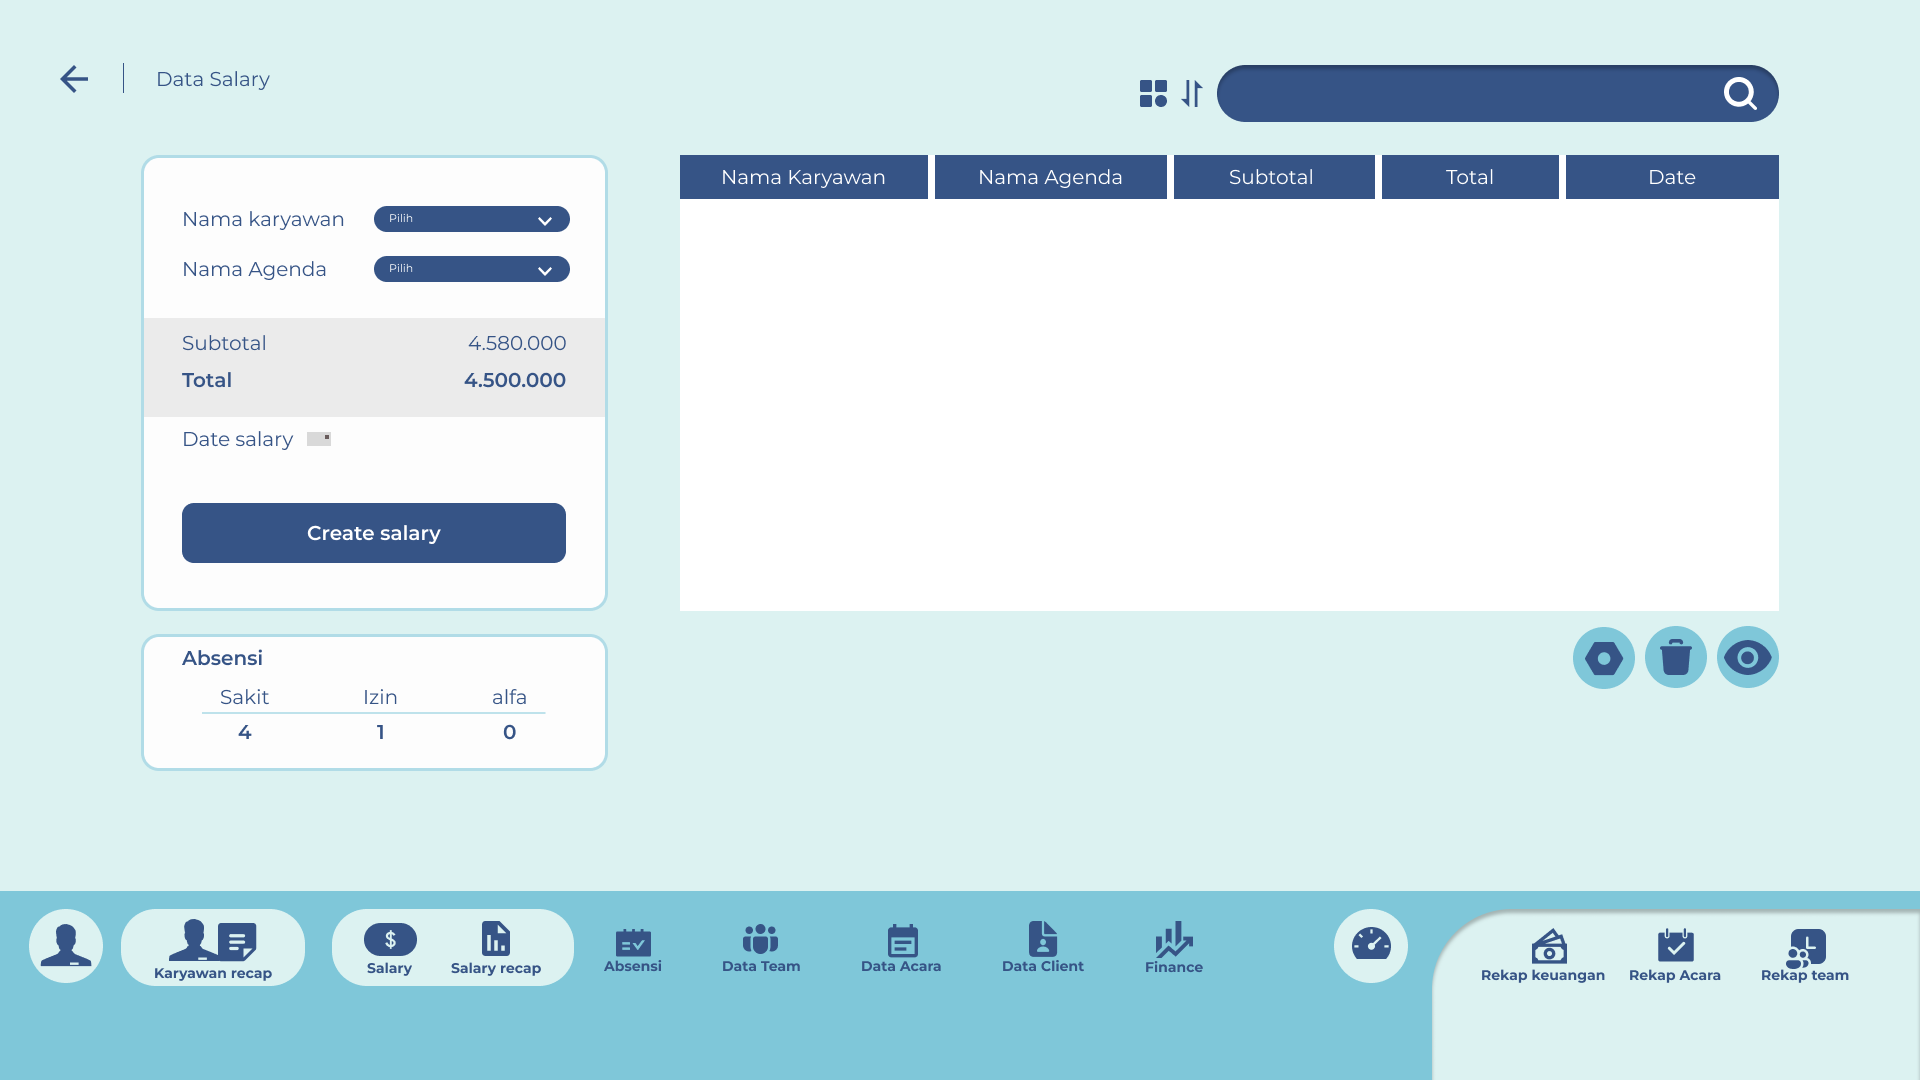 Data Salary
Nama karyawan Pilih
Nama Agenda Pilih
Subtotal 4.580.000
Total 4.500.000
Date salary
Create salary
Absensi
Sakit Izin alfa
4 1 0
Nama Karyawan Nama Agenda Subtotal Total Date
Karyawan recap
Salary
Salary recap
Absensi
Data Team
Data Acara
Data Client
Finance
Rekap keuangan
Rekap Acara
Rekap team